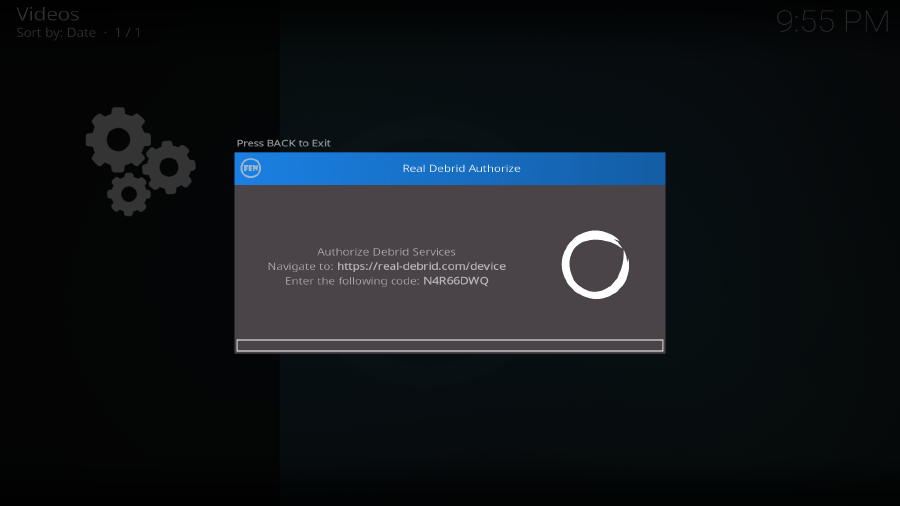 Videos
Sort by: Date · 1 / 1
9:55 PM
Press BACK to Exit
FEN
Real Debrid Authorize
Authorize Debrid Services
Navigate to: https://real-debrid.com/device
Enter the following code: N4R66DWQ